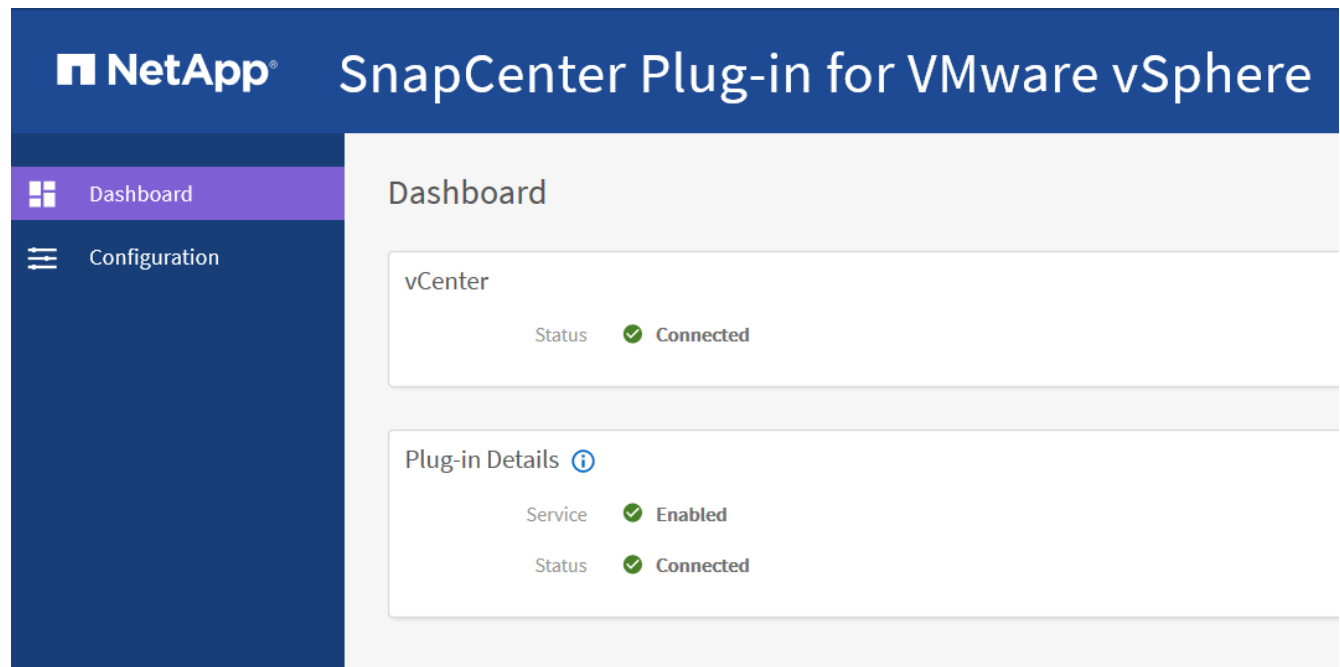 NetApp® SnapCenter Plug-in for VMware vSphere
Dashboard
Configuration
Dashboard
vCenter
Status Connected
Plug-in Details
Service Enabled
Status Connected